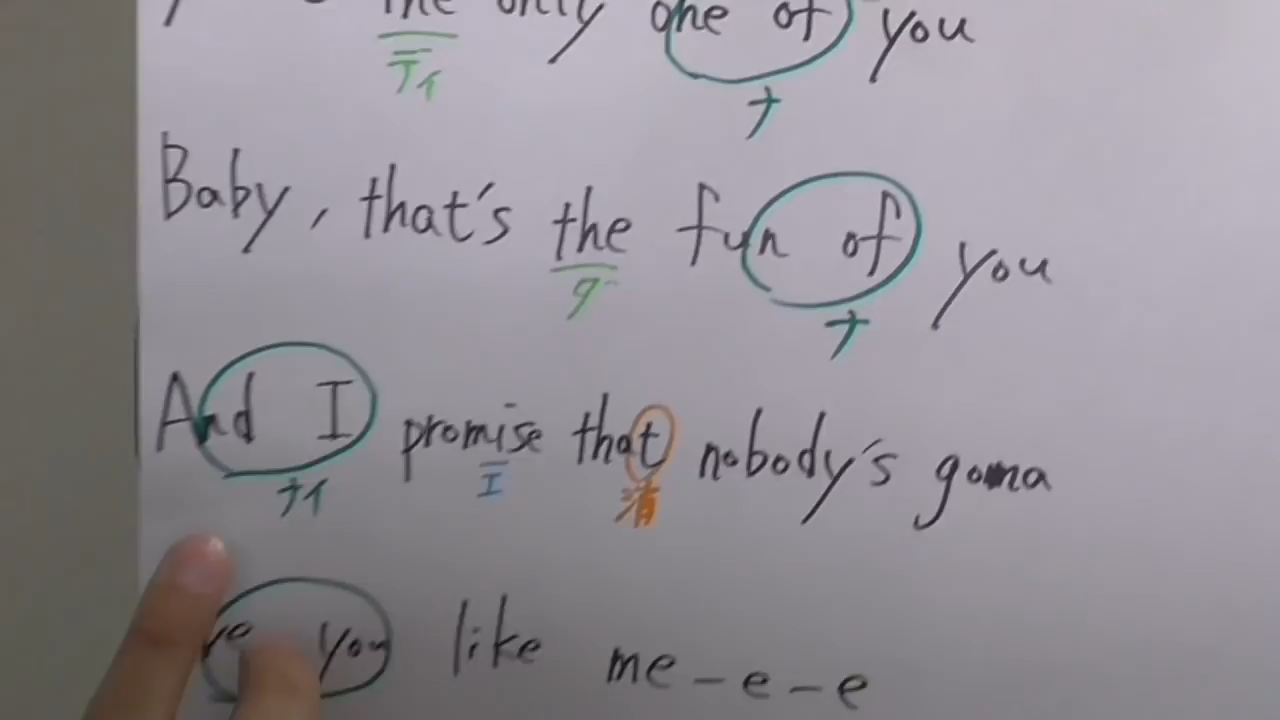 the only one of you
ティ ナ
Baby, that's the fun of you
ダ ナ
And I promise that nobody's gonna
ナイ エ 消
you like me-e-e